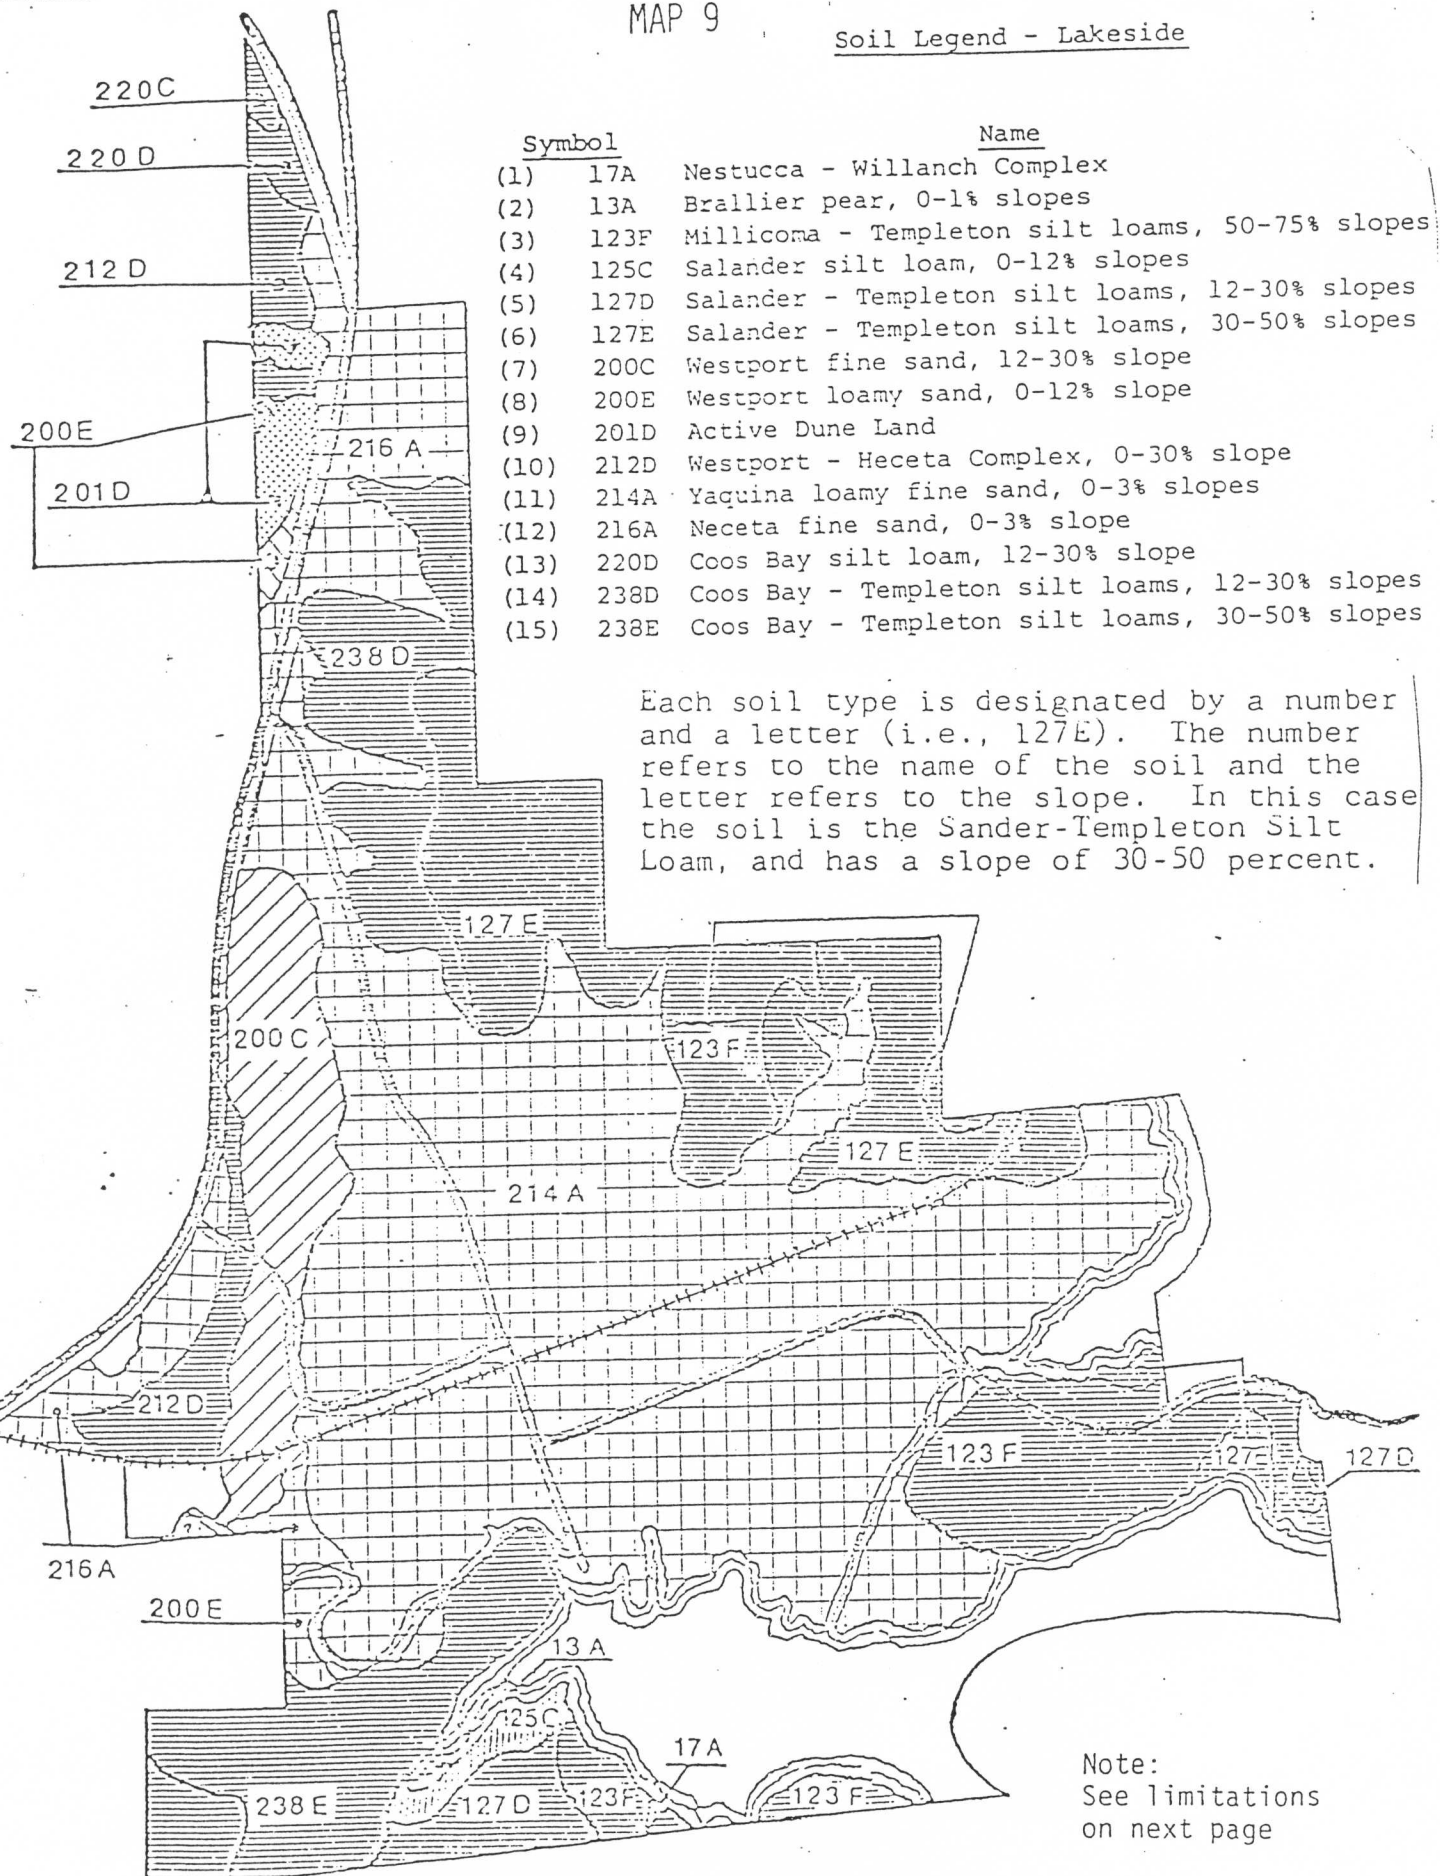 MAP 9
Soil Legend - Lakeside
Symbol Name
(1) 17A Nestucca - Willanch Complex
(2) 13A Brallier pear, 0-1% slopes
(3) 123F Millicoma - Templeton silt loams, 50-75% slopes
(4) 125C Salander silt loam, 0-12% slopes
(5) 127D Salander - Templeton silt loams, 12-30% slopes
(6) 127E Salander - Templeton silt loams, 30-50% slopes
(7) 200C Westport fine sand, 12-30% slope
(8) 200E Westport loamy sand, 0-12% slope
(9) 201D Active Dune Land
(10) 212D Westport - Heceta Complex, 0-30% slope
(11) 214A Yaquina loamy fine sand, 0-3% slopes
(12) 216A Neceta fine sand, 0-3% slope
(13) 220D Coos Bay silt loam, 12-30% slope
(14) 238D Coos Bay - Templeton silt loams, 12-30% slopes
(15) 238E Coos Bay - Templeton silt loams, 30-50% slopes
Each soil type is designated by a number
and a letter (i.e., 127E). The number
refers to the name of the soil and the
letter refers to the slope. In this case
the soil is the Sander-Templeton Silt
Loam, and has a slope of 30-50 percent.
220C
220D
212D
200E
216A
201D
238D
127E
200C
123F
127E
214A
212D
123F
127E
127D
216A
200E
13A
125C
17A
238E
127D
123F
123F
Note:
See limitations
on next page